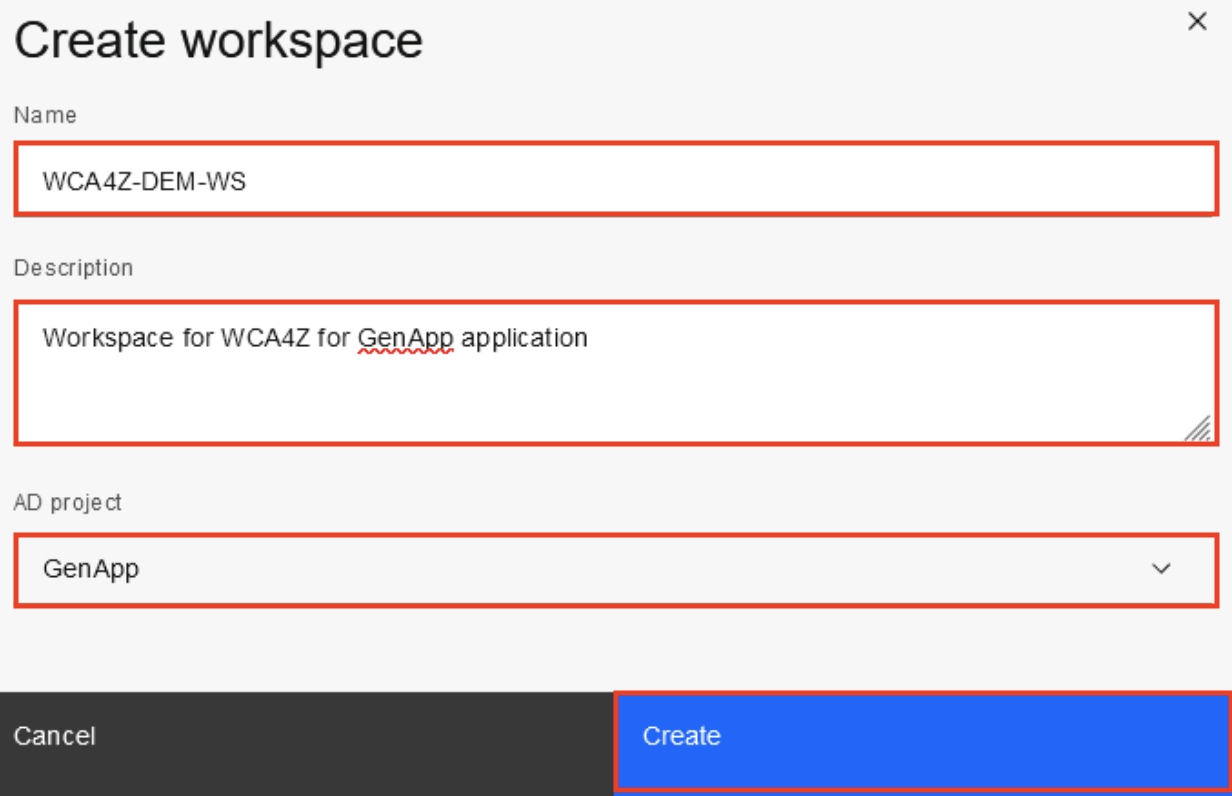 Create workspace
Name
WCA4Z-DEM-WS
Description
Workspace for WCA4Z for GenApp application
AD project
GenApp
Cancel
Create